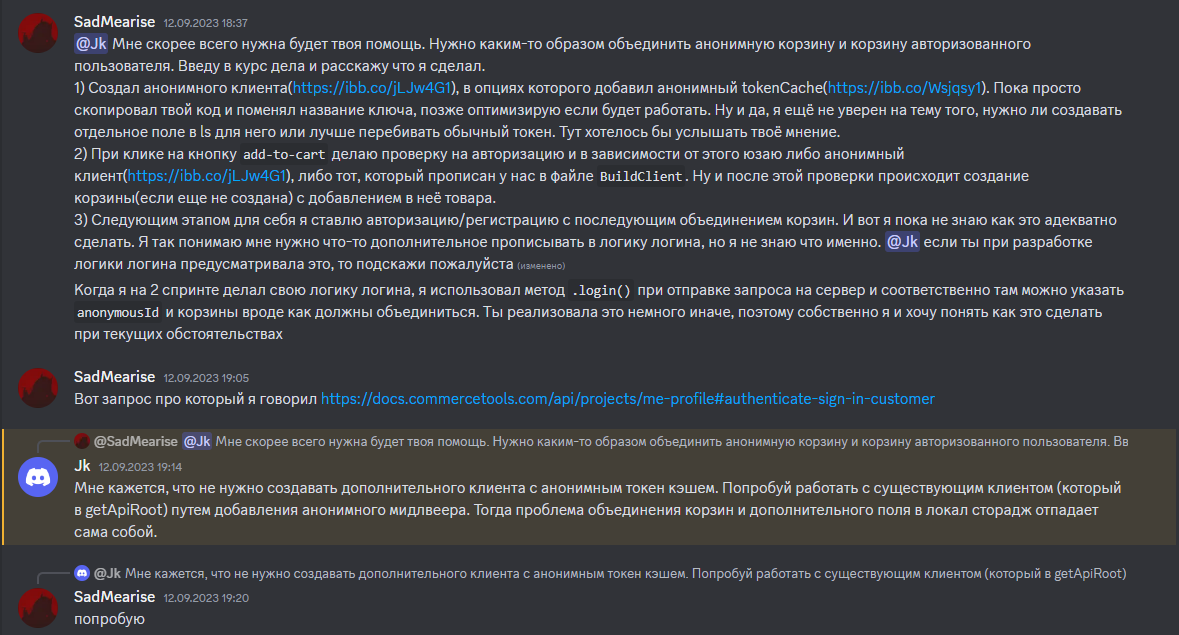 SadMearise 12.09.2023 18:37
@Jk Мне скорее всего нужна будет твоя помощь. Нужно каким-то образом объединить анонимную корзину и корзину авторизованного
пользователя. Введу в курс дела и расскажу что я сделал.
1) Создал анонимного клиента(https://ibb.co/jLJw4G1), в опциях которого добавил анонимный tokenCache(https://ibb.co/Wsjqsy1). Пока просто
скопировал твой код и поменял название ключа, позже оптимизирую если будет работать. Ну и да, я ещё не уверен на тему того, нужно ли создавать
отдельное поле в ls для него или лучше перебивать обычный токен. Тут хотелось бы услышать твоё мнение.
2) При клике на кнопку add-to-cart делаю проверку на авторизацию и в зависимости от этого юзаю либо анонимный
клиент(https://ibb.co/jLJw4G1), либо тот, который прописан у нас в файле BuildClient. Ну и после этой проверки происходит создание
корзины(если еще не создана) с добавлением в неё товара.
3) Следующим этапом для себя я ставлю авторизацию/регистрацию с последующим объединением корзин. И вот я пока не знаю как это адекватно
сделать. Я так понимаю мне нужно что-то дополнительное прописывать в логику логина, но я не знаю что именно. @Jk если ты при разработке
логики логина предусматривала это, то подскажи пожалуйста (изменено)
Когда я на 2 спринте делал свою логику логина, я использовал метод .login() при отправке запроса на сервер и соответственно там можно указать
anonymousId и корзины вроде как должны объединиться. Ты реализовала это немного иначе, поэтому собственно я и хочу понять как это сделать
при текущих обстоятельствах
SadMearise 12.09.2023 19:05
Вот запрос про который я говорил https://docs.commercetools.com/api/projects/me-profile#authenticate-sign-in-customer
@SadMearise @Jk Мне скорее всего нужна будет твоя помощь. Нужно каким-то образом объединить анонимную корзину и корзину авторизованного пользователя. Вв
Jk 12.09.2023 19:14
Мне кажется, что не нужно создавать дополнительного клиента с анонимным токен кэшем. Попробуй работать с существующим клиентом (который
в getApiRoot) путем добавления анонимного мидлвеера. Тогда проблема объединения корзин и дополнительного поля в локал сторадж отпадает
сама собой.
@Jk Мне кажется, что не нужно создавать дополнительного клиента с анонимным токен кэшем. Попробуй работать с существующим клиентом (который в getApiRoot)
SadMearise 12.09.2023 19:20
попробую